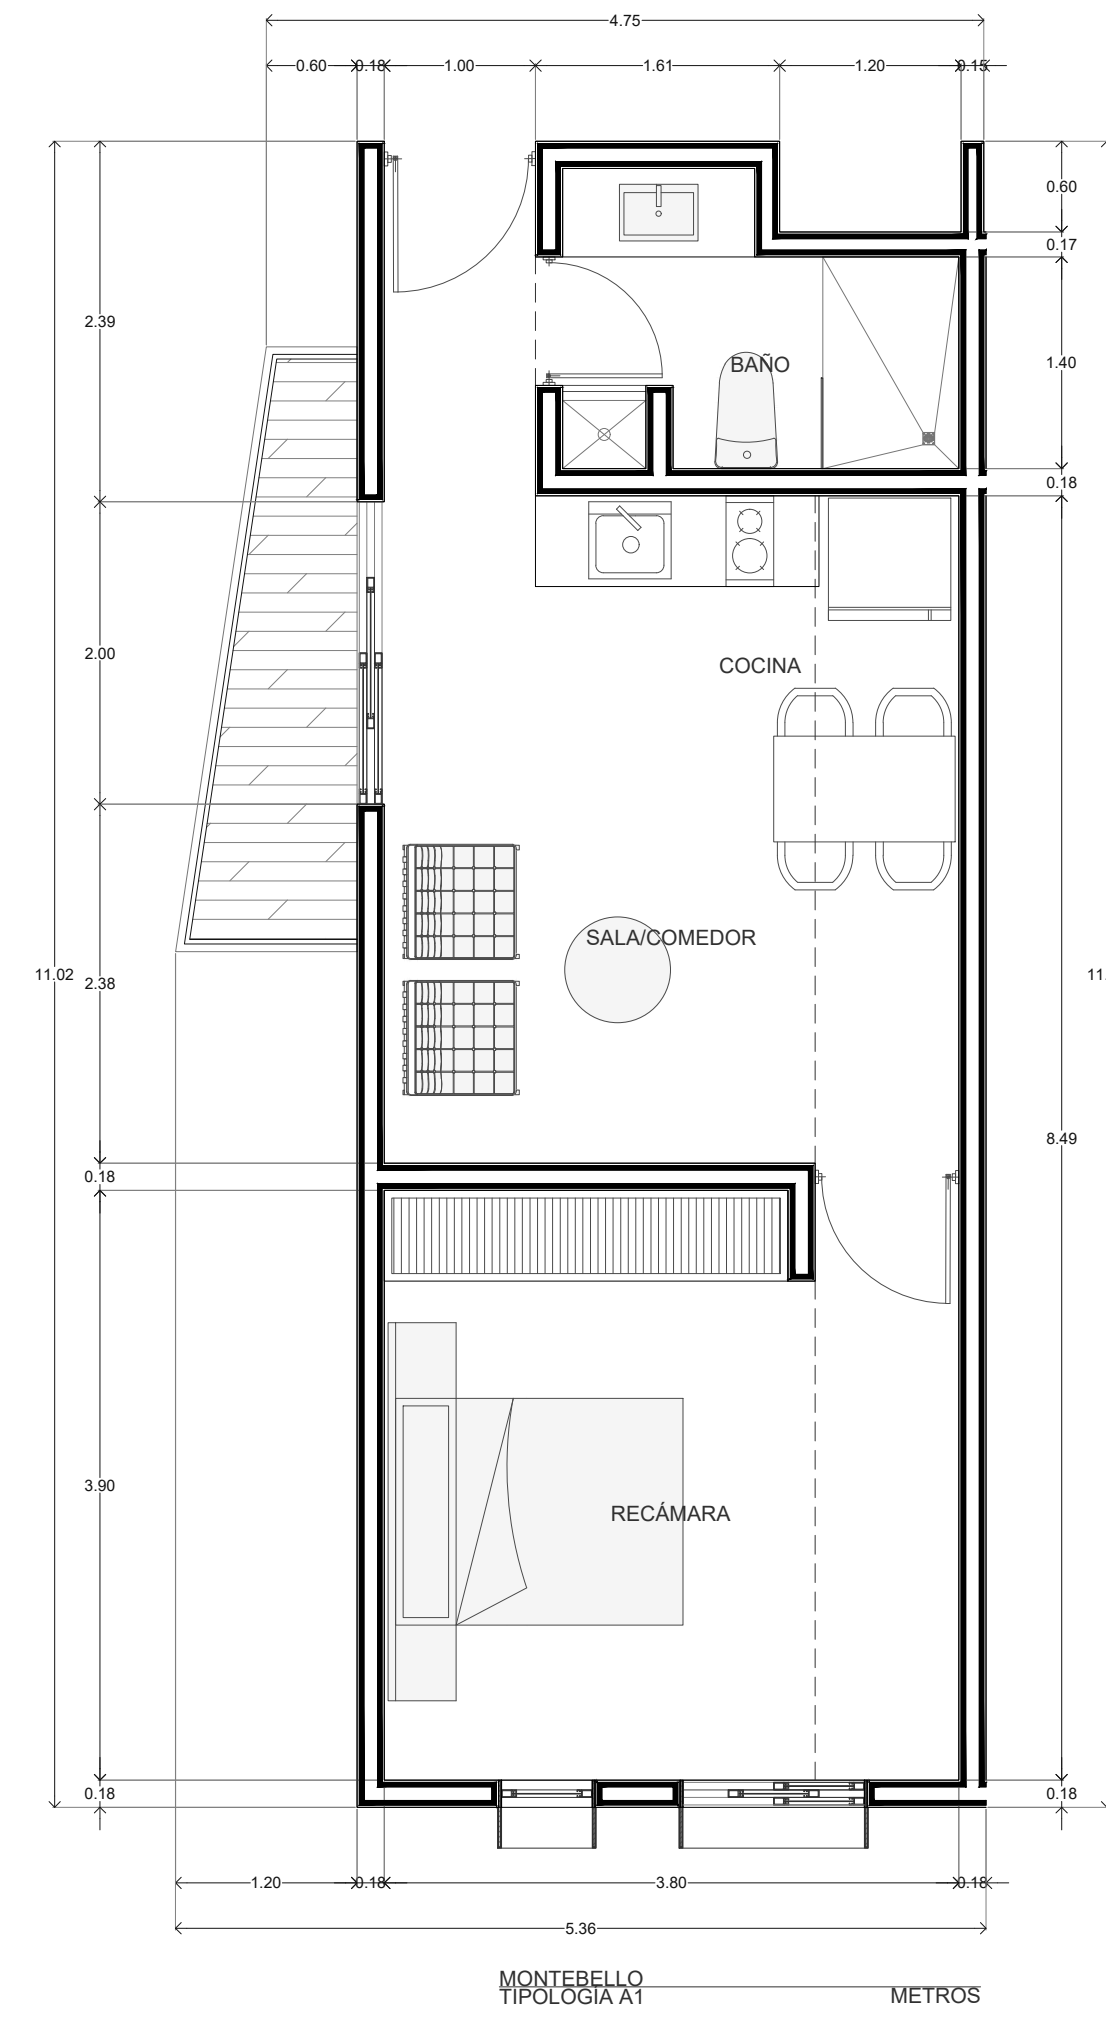 4.75
0.60 0.18 1.00 1.61 1.20 0.15
0.60
0.17
2.39
1.40
BAÑO
0.18
2.00
COCINA
SALA/COMEDOR
11.02
2.38
11.
8.49
0.18
3.90
RECÁMARA
0.18
0.18
1.20 0.18 3.80 0.18
5.36
MONTEBELLO
TIPOLOGÍA A1 METROS